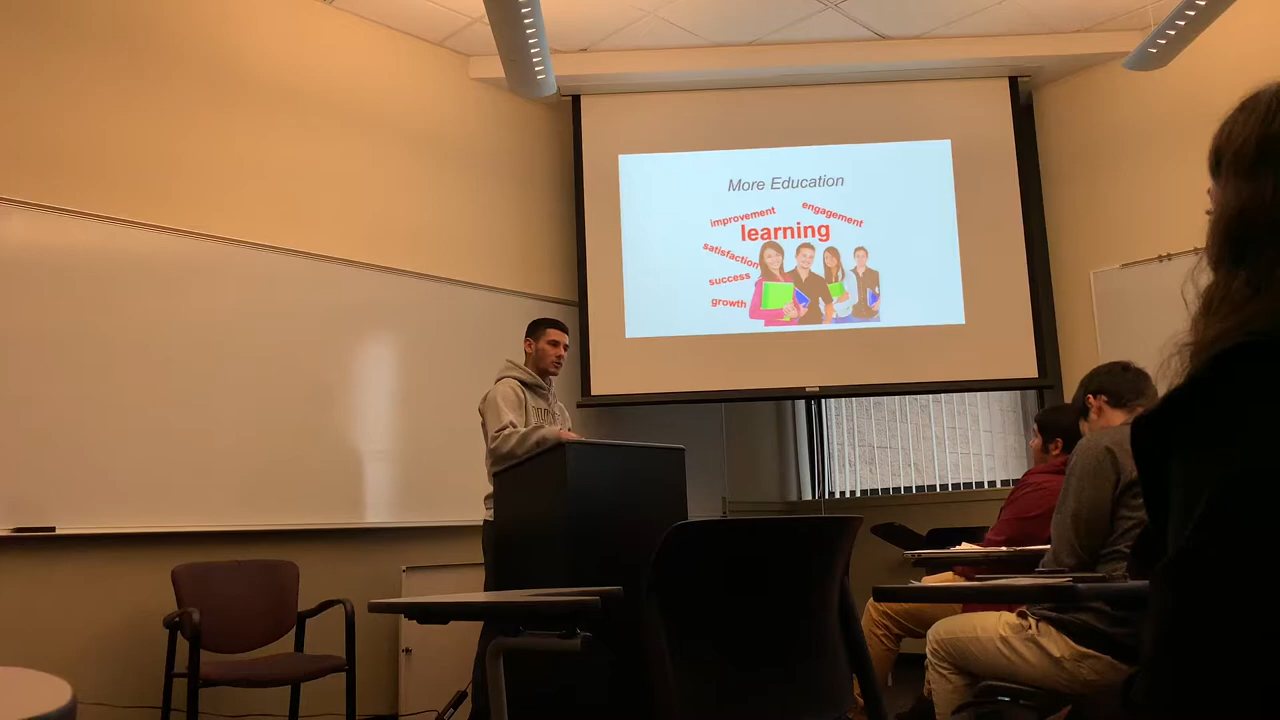 More Education
improvement
engagement
learning
satisfaction
success
growth